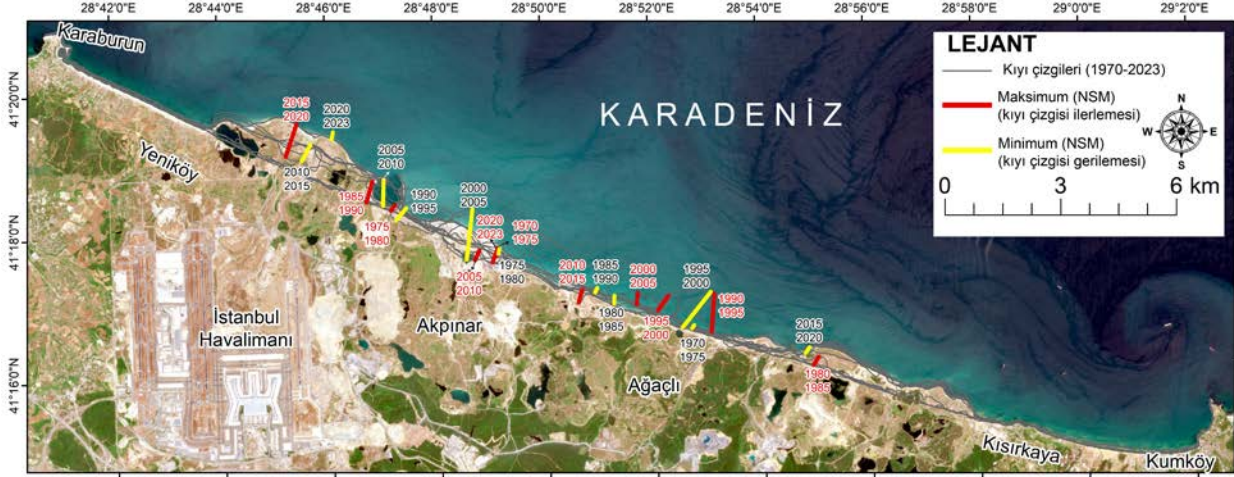 28°42'0"E 28°44'0"E 28°46'0"E 28°48'0"E 28°50'0"E 28°52'0"E 28°54'0"E 28°56'0"E 28°58'0"E 29°0'0"E 29°2'0"E
41°20'0"N
41°18'0"N
41°16'0"N
Karaburun
KARADENİZ
Yeniköy
İstanbul
Havalimanı
Akpınar
Ağaçlı
Kısırkaya
Kumköy
2015
2020
2020
2023
2010
2015
2005
2010
1985
1990
1975
1980
1990
1995
2000
2005
2020
2023
1970
1975
2005
2010
1975
1980
2010
2015
1985
1990
1980
1985
2000
2005
1995
2000
1995
2000
1990
1995
1970
1975
2015
2020
1980
1985
LEJANT
Kıyı çizgileri (1970-2023)
Maksimum (NSM)
(kıyı çizgisi ilerlemesi)
Minimum (NSM)
(kıyı çizgisi gerilemesi)
N
W E
S
0 3 6 km